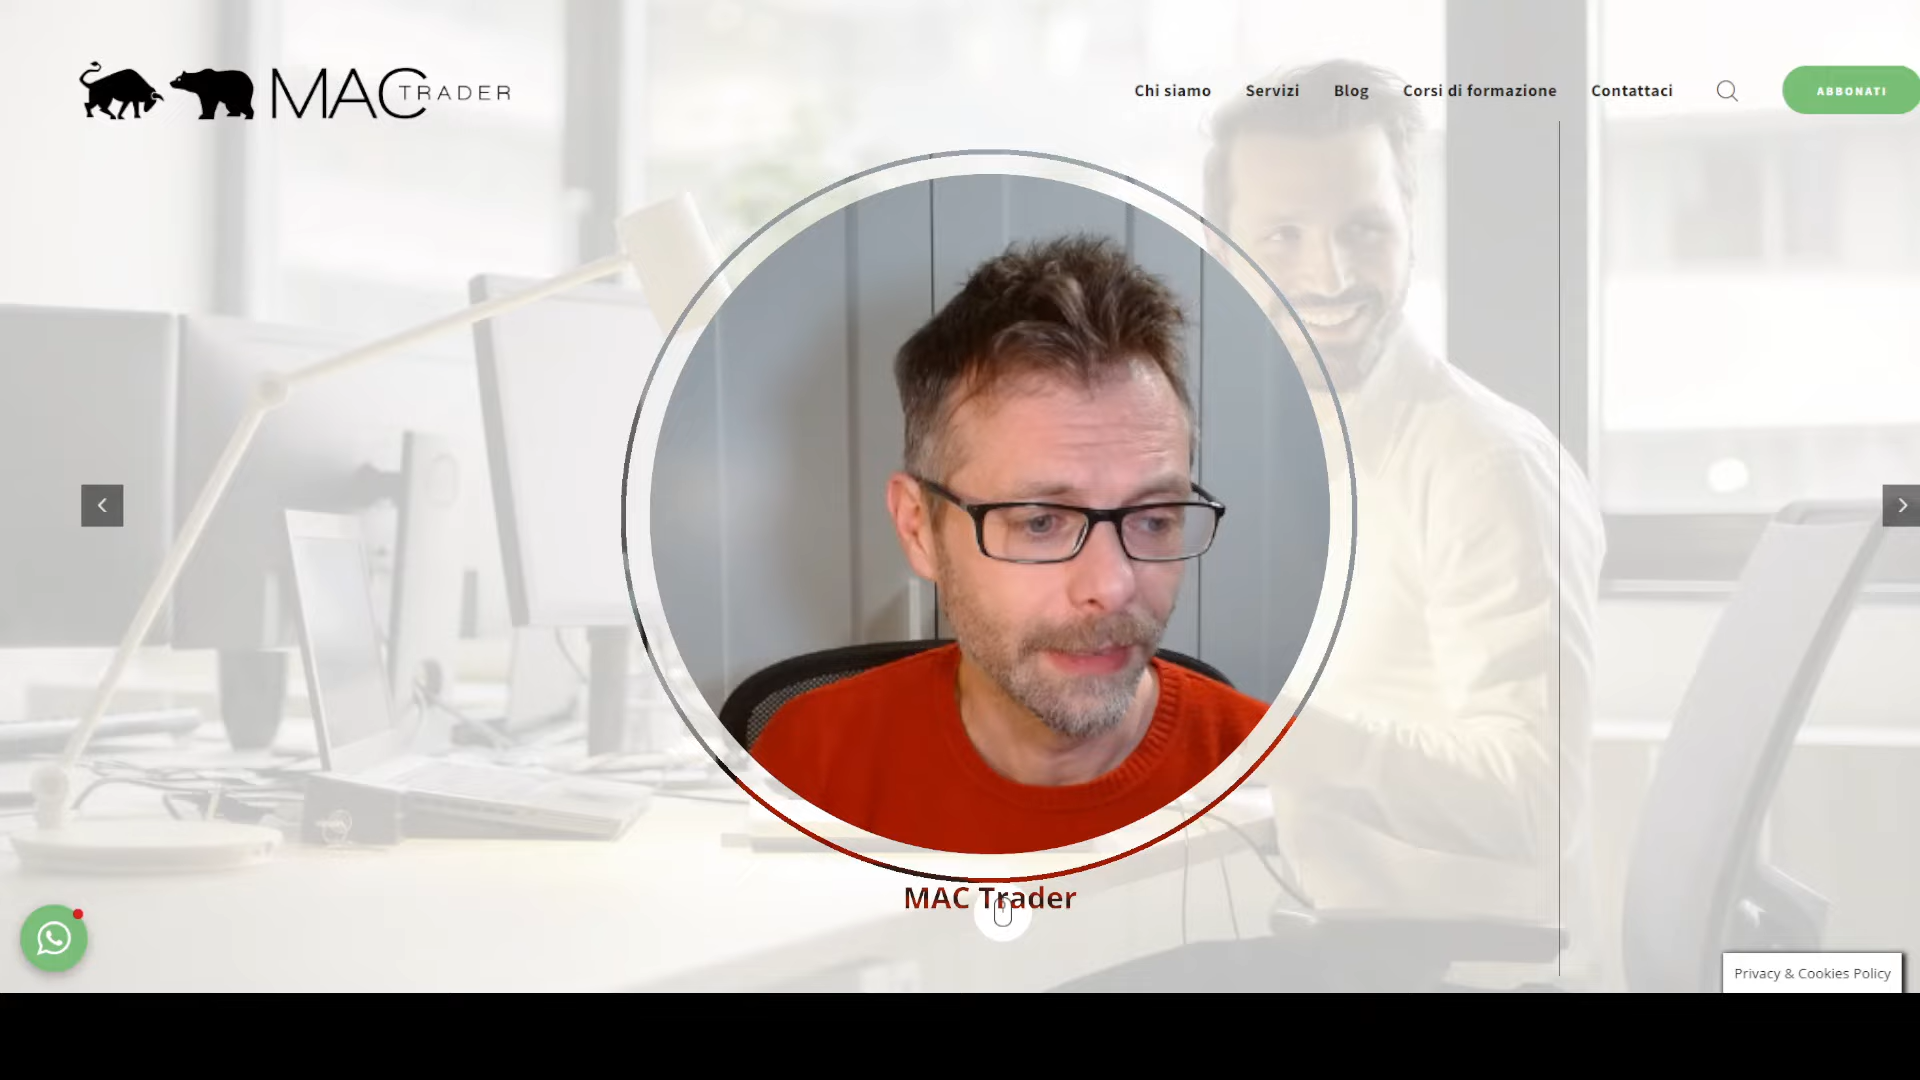 MAC TRADER
Chi siamo
Servizi
Blog
Corsi di formazione
Contattaci
ABBONATI
MAC Trader
Privacy & Cookies Policy